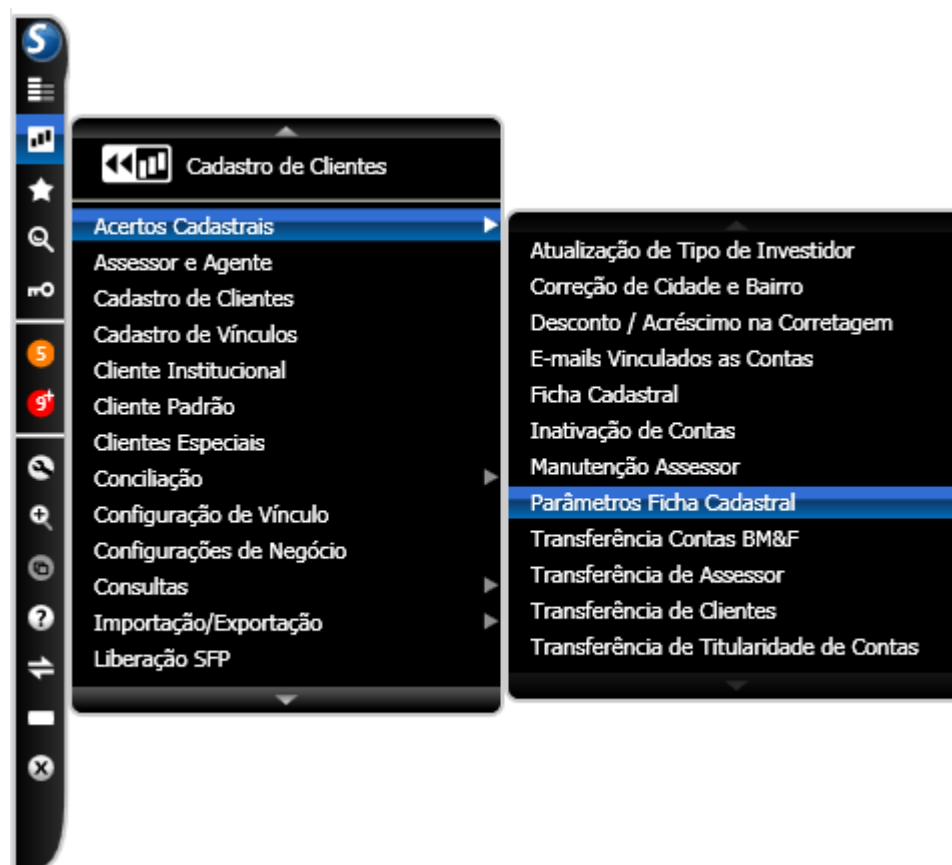 S
Cadastro de Clientes
Acertos Cadastrais
Assessor e Agente
Cadastro de Clientes
Cadastro de Vínculos
Cliente Institucional
Cliente Padrão
Clientes Especiais
Conciliação
Configuração de Vínculo
Configurações de Negócio
Consultas
Importação/Exportação
Liberação SFP
Atualização de Tipo de Investidor
Correção de Cidade e Bairro
Desconto / Acréscimo na Corretagem
E-mails Vinculados as Contas
Ficha Cadastral
Inativação de Contas
Manutenção Assessor
Parâmetros Ficha Cadastral
Transferência Contas BM&F
Transferência de Assessor
Transferência de Clientes
Transferência de Titularidade de Contas
5
9+
?